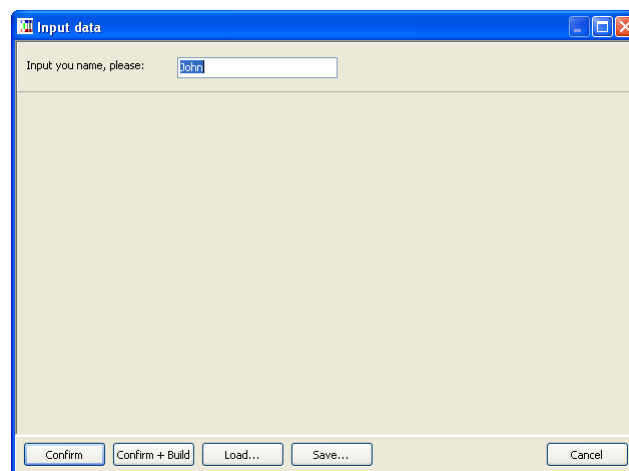 Input data
Input you name, please: John
Confirm Confirm + Build Load... Save... Cancel